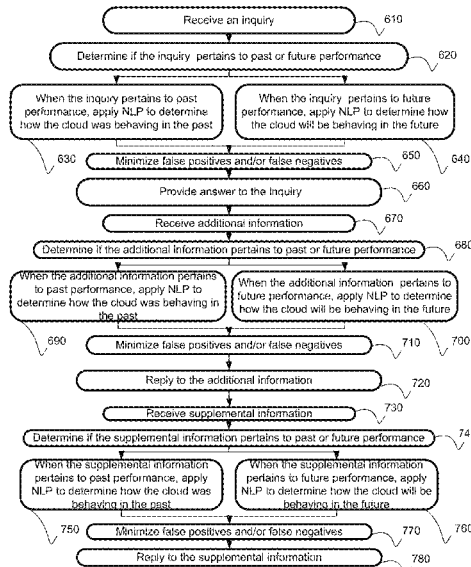 Receive an inquiry
610
Determine if the inquiry pertains to past or future performance
620
When the inquiry pertains to past
performance, apply NLP to determine
how the cloud was behaving in the past
630
When the inquiry pertains to future
performance, apply NLP to determine how
the cloud will be behaving in the future
640
Minimize false positives and/or false negatives
650
Provide answer to the Inquiry
660
Receive additional information
670
Determine if the additional information pertains to past or future performance
680
When the additional information pertains
to past performance, apply NLP to
determine how the cloud was behaving in
the past
690
When the additional information pertains to
future performance, apply NLP to determine
how the cloud will be behaving in the future
700
Minimize false positives and/or false negatives
710
Reply to the additional information
720
Receive supplemental information
730
Determine if the supplemental information pertains to past or future performance
74
When the supplemental information
pertains to past performance, apply
NLP to determine how the cloud was
behaving in the past
750
When the supplemental information
pertains to future performance, apply
NLP to determine how the cloud will be
behaving in the future
760
Minimize false positives and/or false negatives
770
Reply to the supplemental information
780